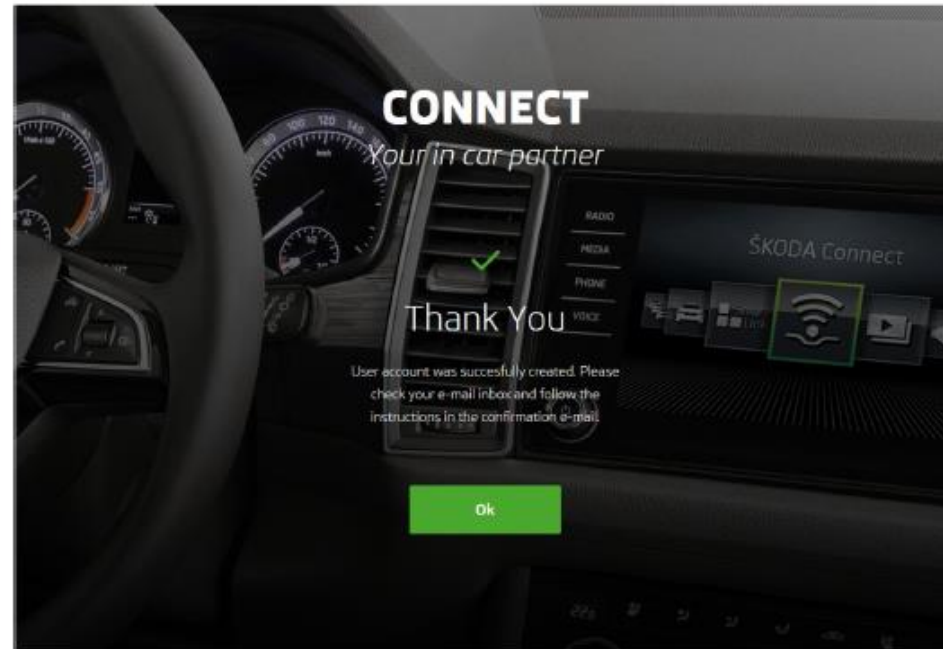 CONNECT
Your in car partner
RADIO
MEDIA
PHONE
VOICE
ŠKODA Connect
Thank You
User account was succesfully created. Please
check your e-mail inbox and follow the
instructions in the confirmation e-mail.
Ok